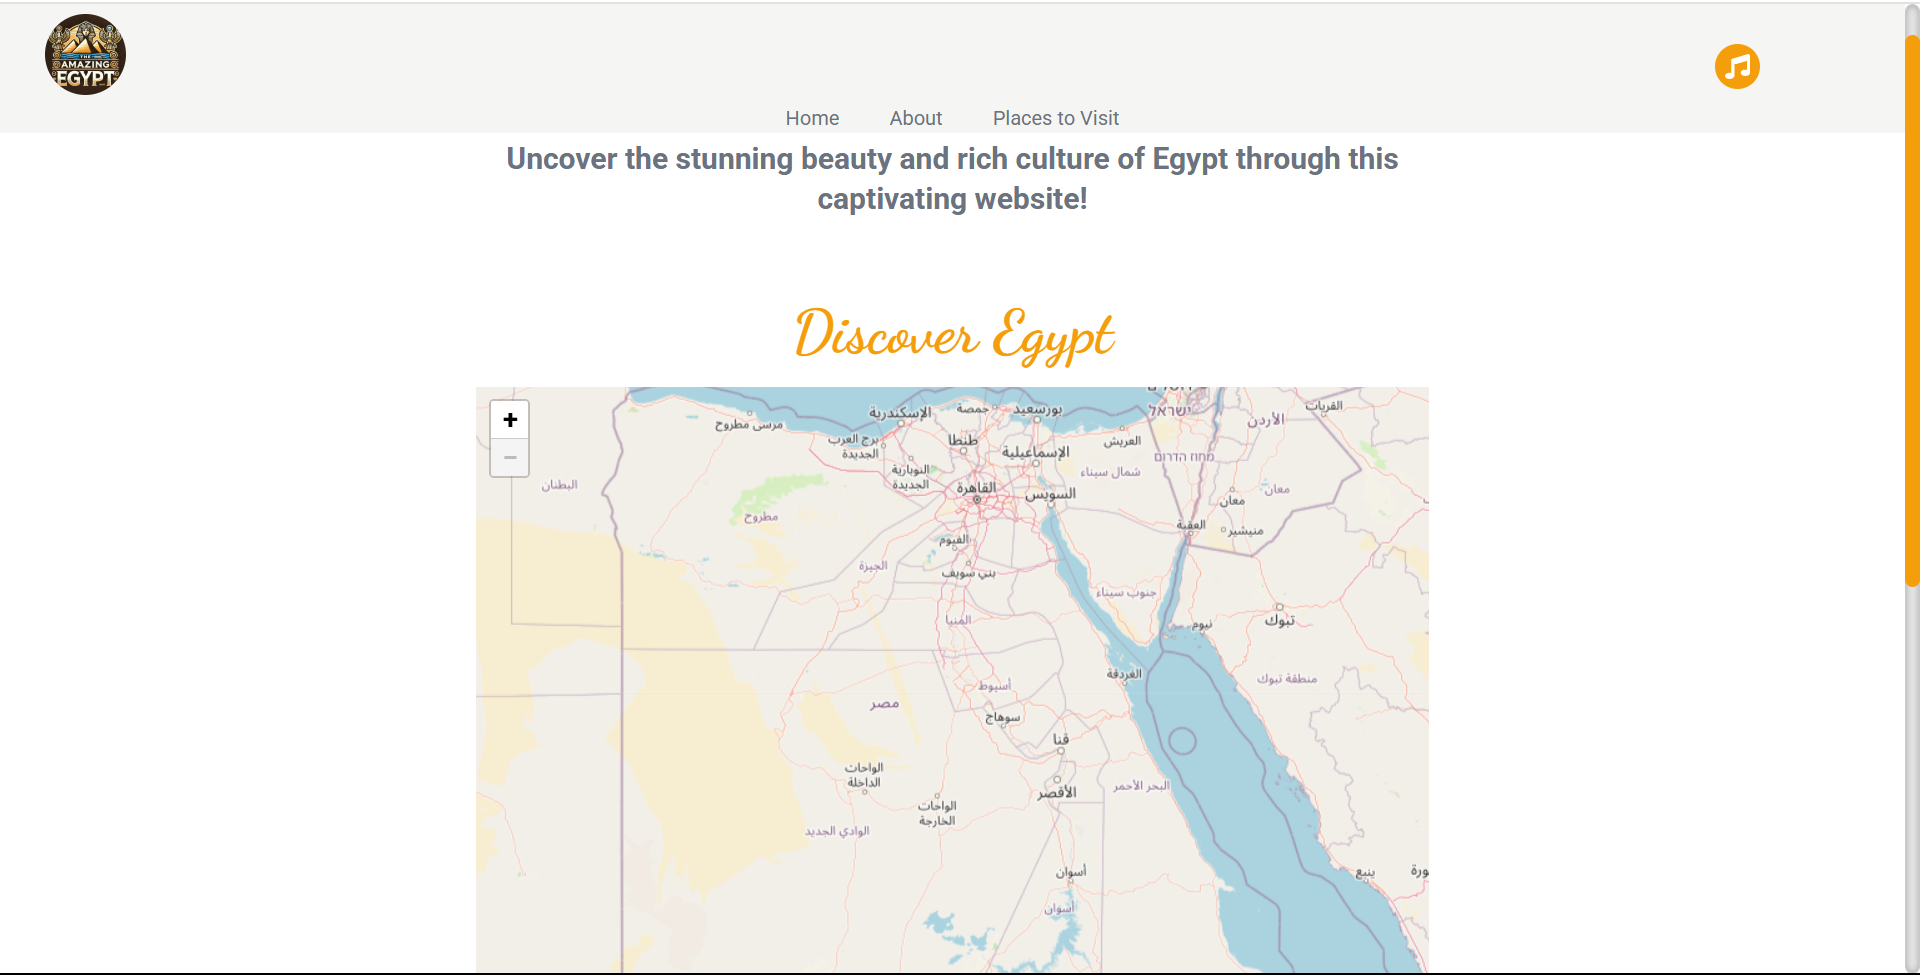 THE
AMAZING
EGYPT
Home
About
Places to Visit
Uncover the stunning beauty and rich culture of Egypt through this
captivating website!
Discover Egypt
+
−
ישראל
القريات
الأردن
مرسى مطروح
الإسكندرية
جمصة
بورسعيد
برج العرب
الجديدة
طنطا
الإسماعيلية
العريش
מחוז הדרום
شمال سيناء
النوبارية
الجديدة
البطنان
القاهرة
السويس
معان
معان
مطروح
العقبة
منيشير
الفيوم
الجيزة
بني سويف
جنوب سيناء
المنيا
نيوم
تبوك
الغردقة
منطقة تبوك
أسيوط
مصر
سوهاج
قنا
الواحات
الداخلة
الأقصر
البحر الأحمر
الواحات
الخارجة
الوادي الجديد
أسوان
ينبع
أسوان